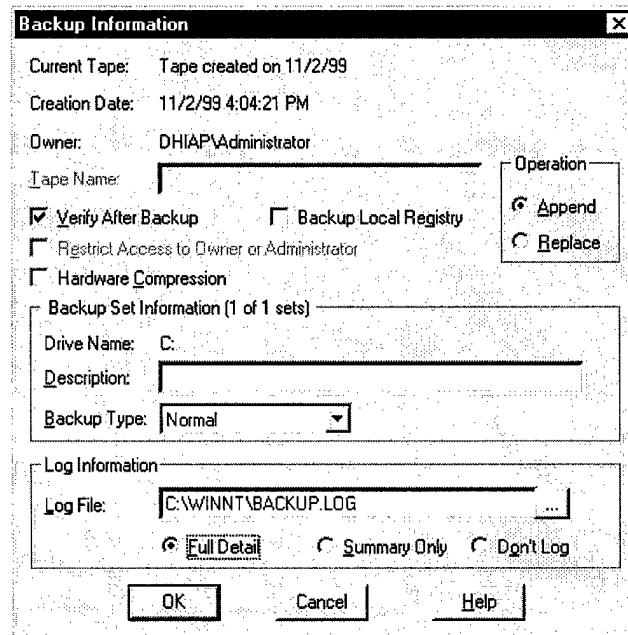 Backup Information
Current Tape: Tape created on 11/2/99
Creation Date: 11/2/99 4:04:21 PM
Owner: DHIAP\Administrator
Tape Name:
Operation
Append
Replace
Verify After Backup Backup Local Registry
Restrict Access to Owner or Administrator
Hardware Compression
Backup Set Information (1 of 1 sets)
Drive Name: C:
Description:
Backup Type: Normal
Log Information
Log File: C:\WINNT\BACKUP.LOG ...
Full Detail Summary Only Don't Log
OK Cancel Help